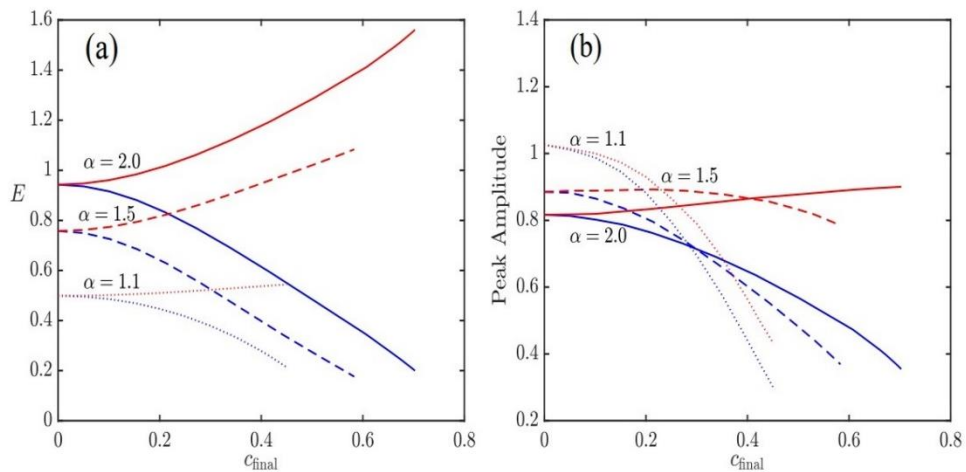 (a)
1.6
1.4
1.2
1
0.8
0.6
0.4
0.2
0
E
α = 2.0
α = 1.5
α = 1.1
0 0.2 0.4 0.6 0.8
c_final
(b)
1.4
1.2
1
0.8
0.6
0.4
0.2
Peak Amplitude
α = 1.1
α = 1.5
α = 2.0
0 0.2 0.4 0.6 0.8
c_final